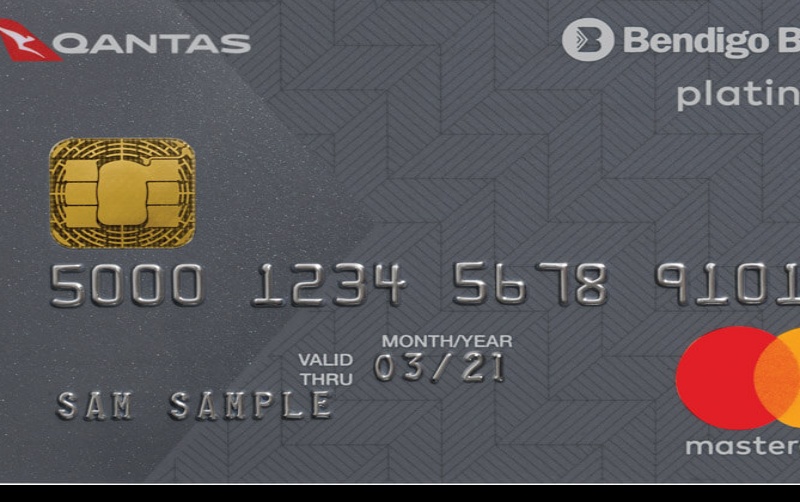 QANTAS
Bendigo B
platin
5000 1234 5678 9101
MONTH/YEAR
VALID THRU 03/21
SAM SAMPLE
master